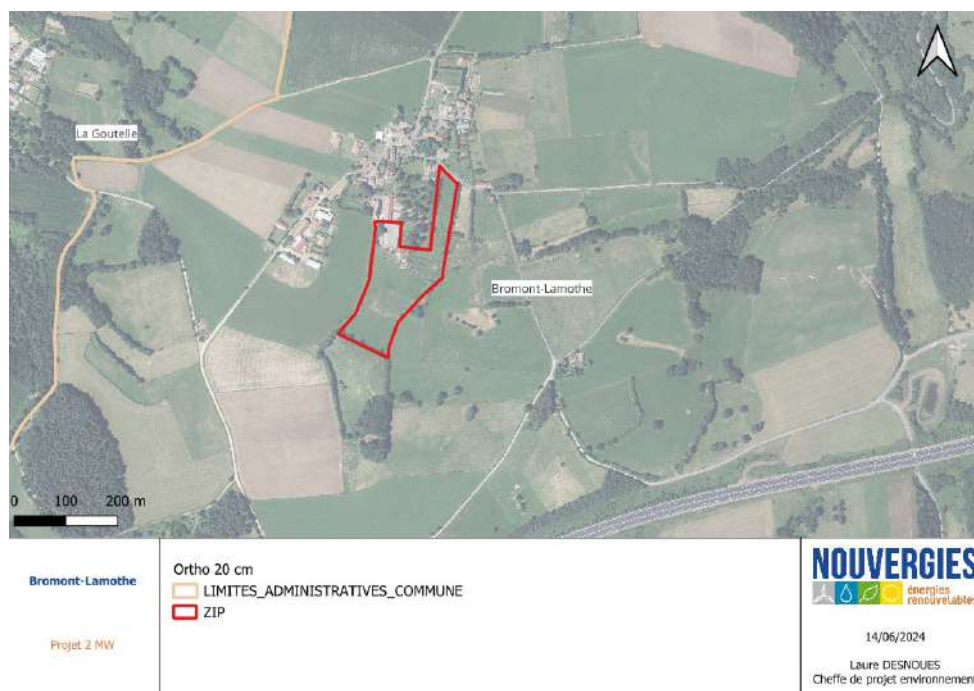 La Goutelle
Bromont-Lamothe
0 100 200 m
Bromont-Lamothe
Projet 2 MW
Ortho 20 cm
LIMITES_ADMINISTRATIVES_COMMUNE
ZIP
NOUVERGIES
énergies
renouvelables
14/06/2024
Laure DESNOUES
Cheffe de projet environnement